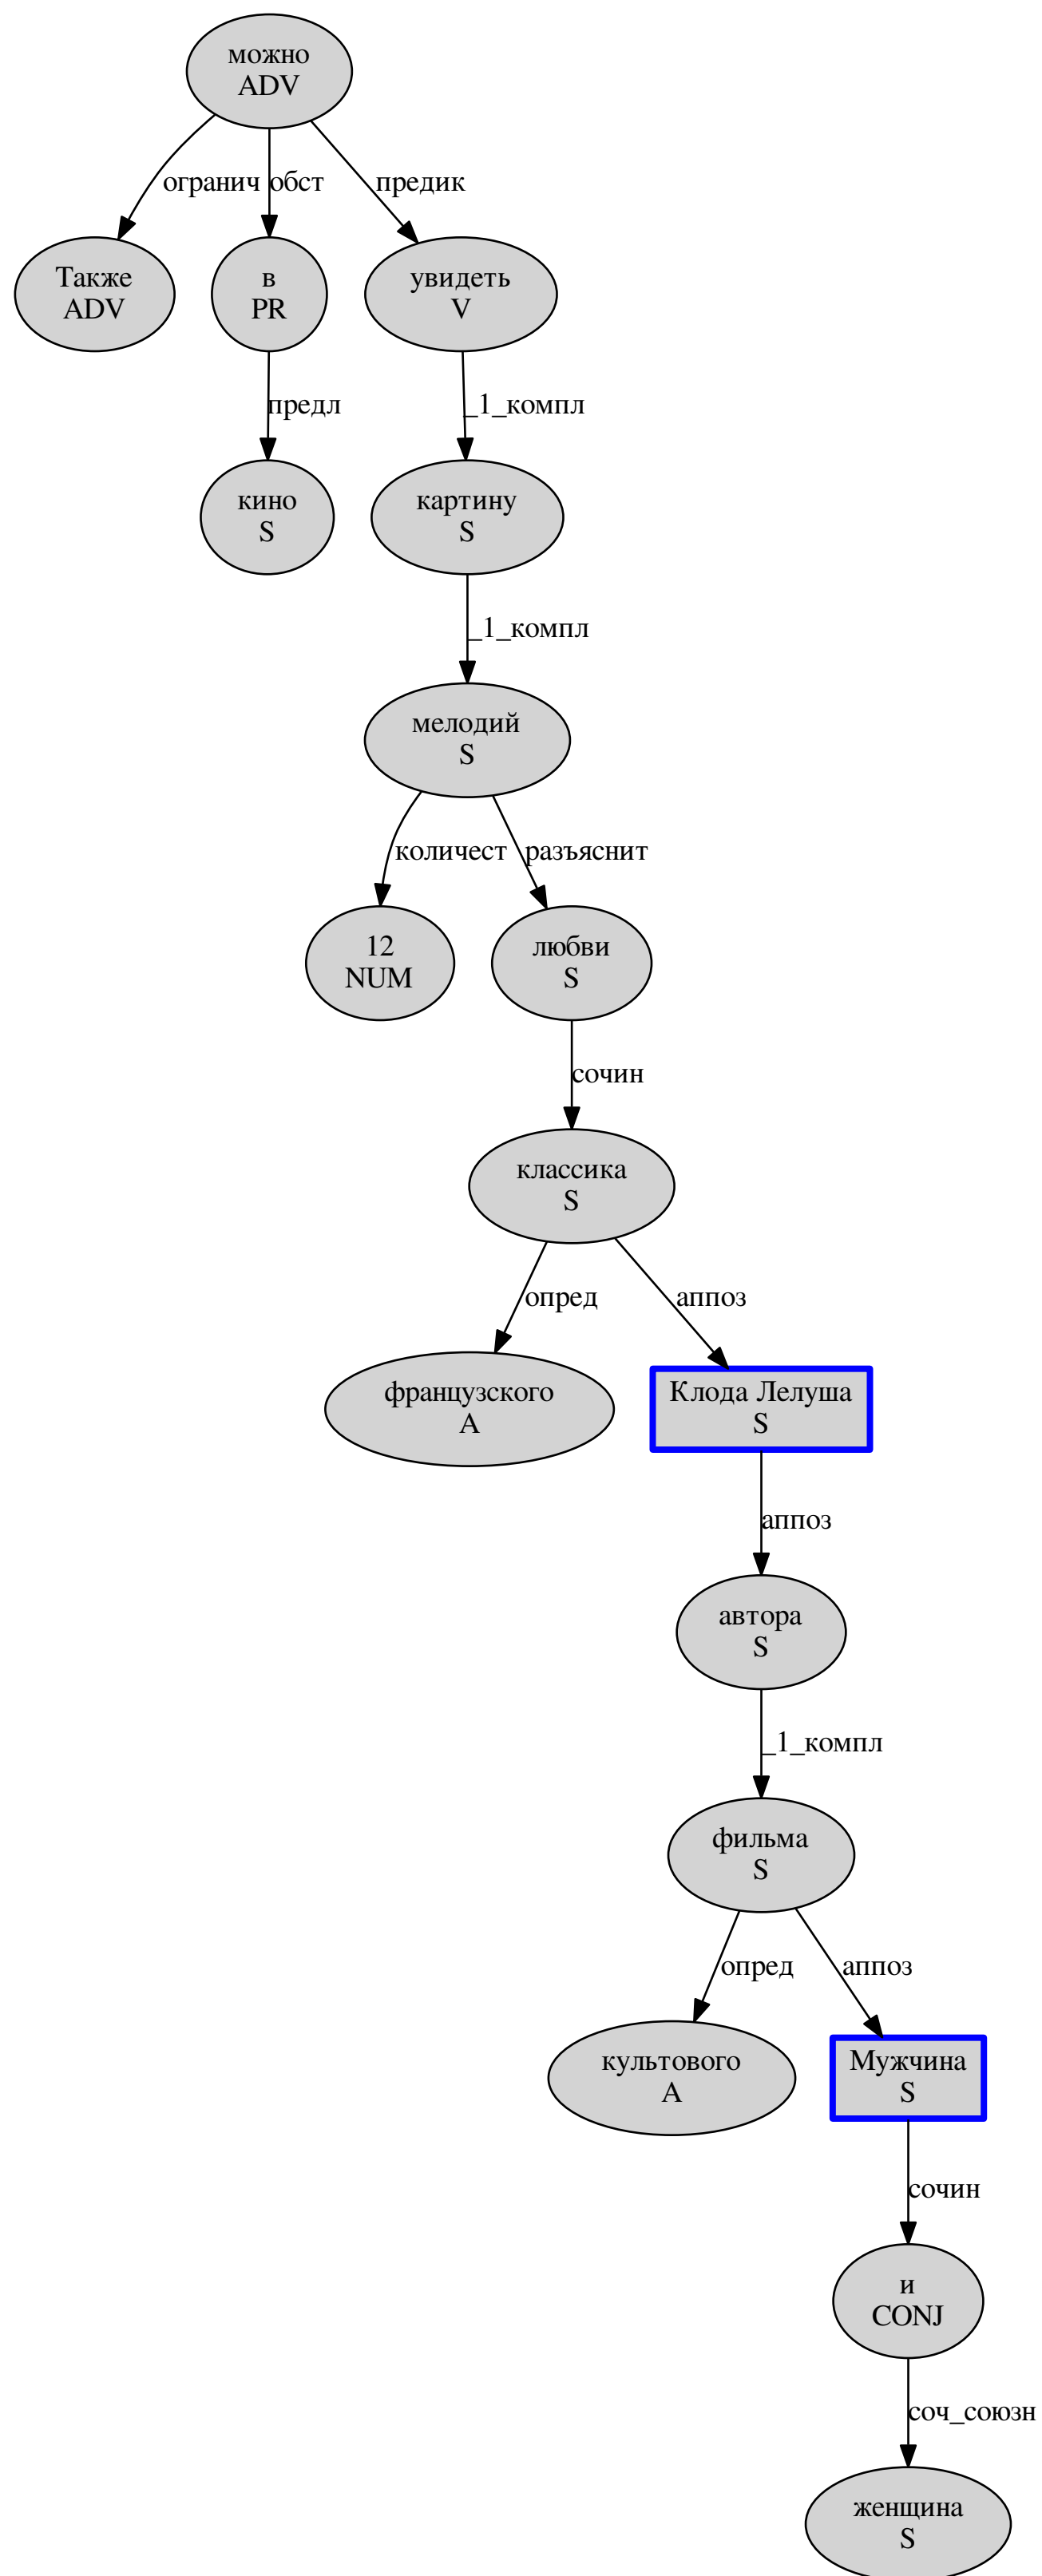 можно
ADV
огранич
обст
предик
Также
ADV
в
PR
увидеть
V
предл
_1_компл
кино
S
картину
S
_1_компл
мелодий
S
количест
разъяснит
12
NUM
любви
S
сочин
классика
S
опред
аппоз
французского
A
Клода Лелуша
S
аппоз
автора
S
_1_компл
фильма
S
опред
аппоз
культового
A
Мужчина
S
сочин
и
CONJ
соч_союзн
женщина
S